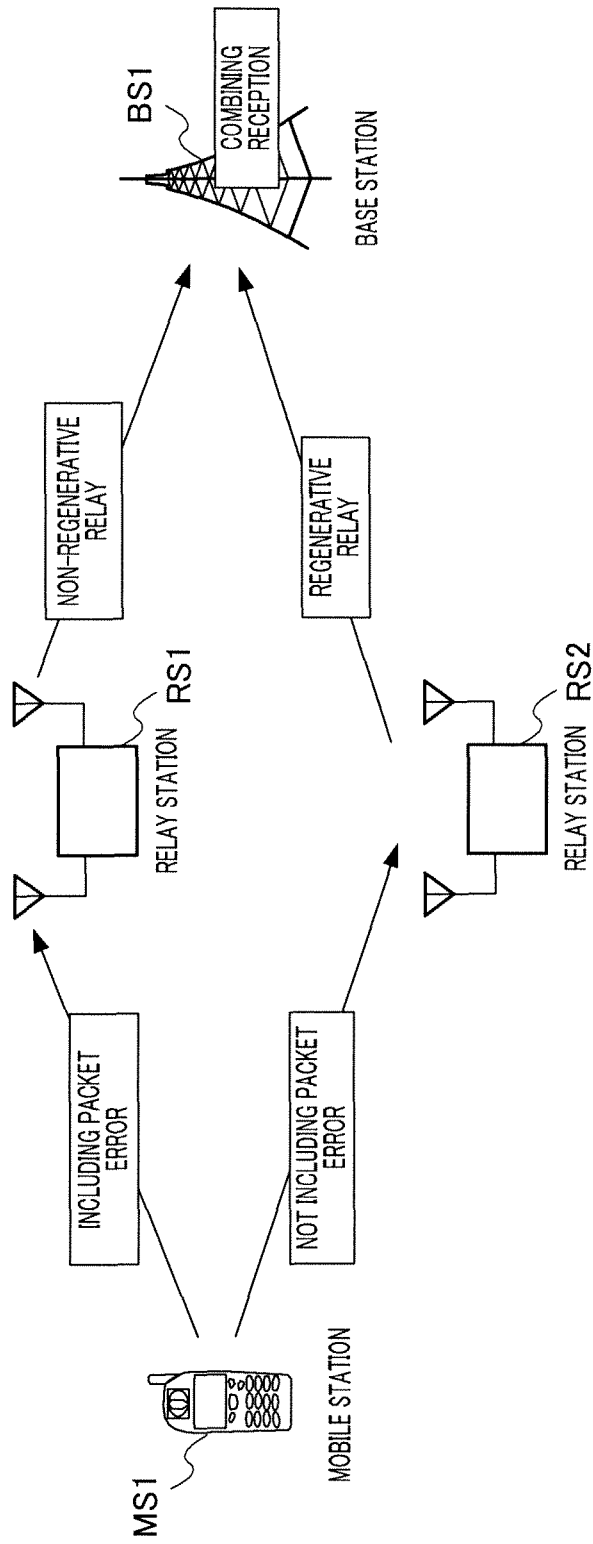 MS1
MOBILE STATION
INCLUDING PACKET
ERROR
NOT INCLUDING PACKET
ERROR
RELAY STATION
RS1
RELAY STATION
RS2
NON-REGENERATIVE
RELAY
REGENERATIVE
RELAY
BS1
COMBINING
RECEPTION
BASE STATION